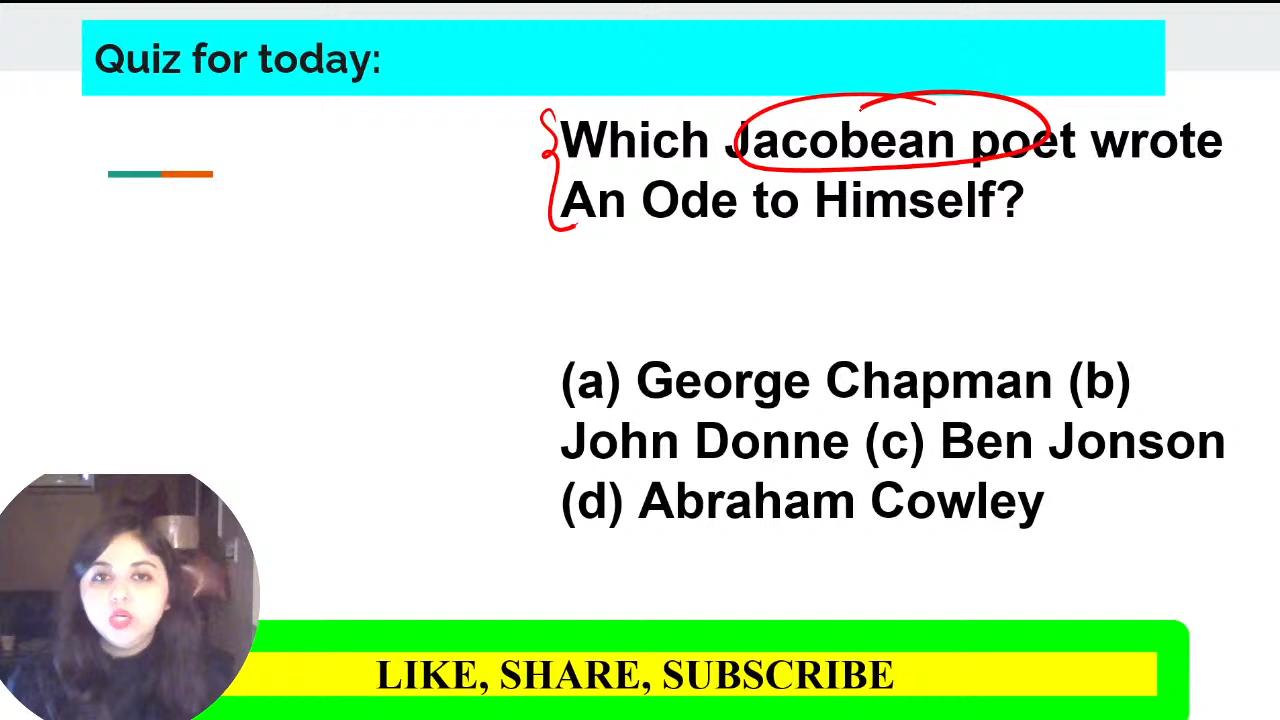 Quiz for today:
Which Jacobean poet wrote
An Ode to Himself?
(a) George Chapman (b)
John Donne (c) Ben Jonson
(d) Abraham Cowley
LIKE, SHARE, SUBSCRIBE